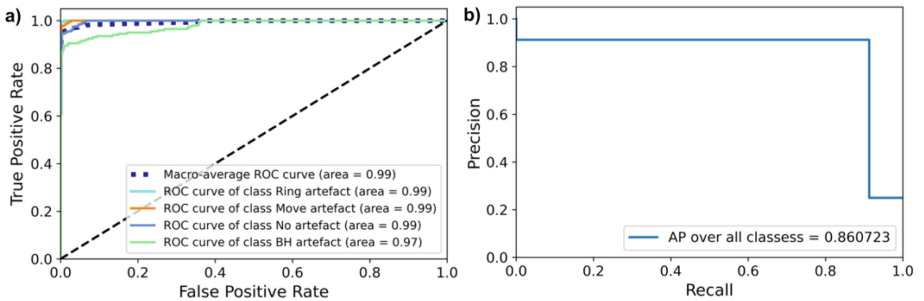 a)
1.0
0.8
0.6
0.4
0.2
0.0
True Positive Rate
Macro-average ROC curve (area = 0.99)
ROC curve of class Ring artefact (area = 0.99)
ROC curve of class Move artefact (area = 0.99)
ROC curve of class No artefact (area = 0.99)
ROC curve of class BH artefact (area = 0.97)
0.0 0.2 0.4 0.6 0.8 1.0
False Positive Rate
b)
1.0
0.8
0.6
0.4
0.2
0.0
Precision
AP over all classess = 0.860723
0.0 0.2 0.4 0.6 0.8 1.0
Recall